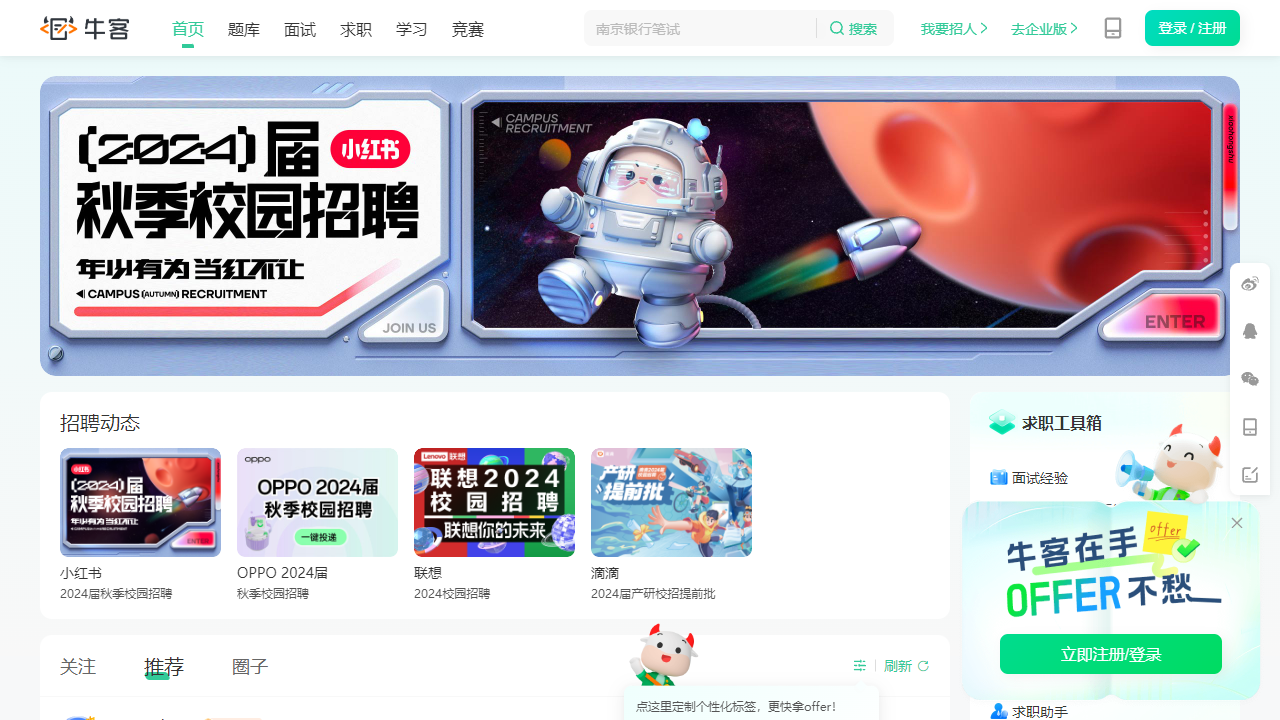 牛客
首页
题库
面试
求职
学习
竞赛
南京银行笔试
搜索
我要招人
去企业版
登录 / 注册
(2024)届
小红书
秋季校园招聘
年少有为 当红不让
CAMPUS (AUTUMN) RECRUITMENT
JOIN US
CAMPUS
RECRUITMENT
xiaohongshu
ENTER
招聘动态
小红书
(2024)届
秋季校园招聘
年少有为 当红不让
ENTER
oppo
OPPO 2024届
秋季校园招聘
一键投递
Lenovo 联想
联想2024
校园招聘
联想你的未来
产研
提前批
小红书
2024届秋季校园招聘
OPPO 2024届
秋季校园招聘
联想
2024校园招聘
滴滴
2024届产研校招提前批
求职工具箱
面试经验
offer
牛客在手
OFFER不愁
立即注册/登录
求职助手
关注
推荐
圈子
刷新
点这里定制个性化标签，更快拿offer!